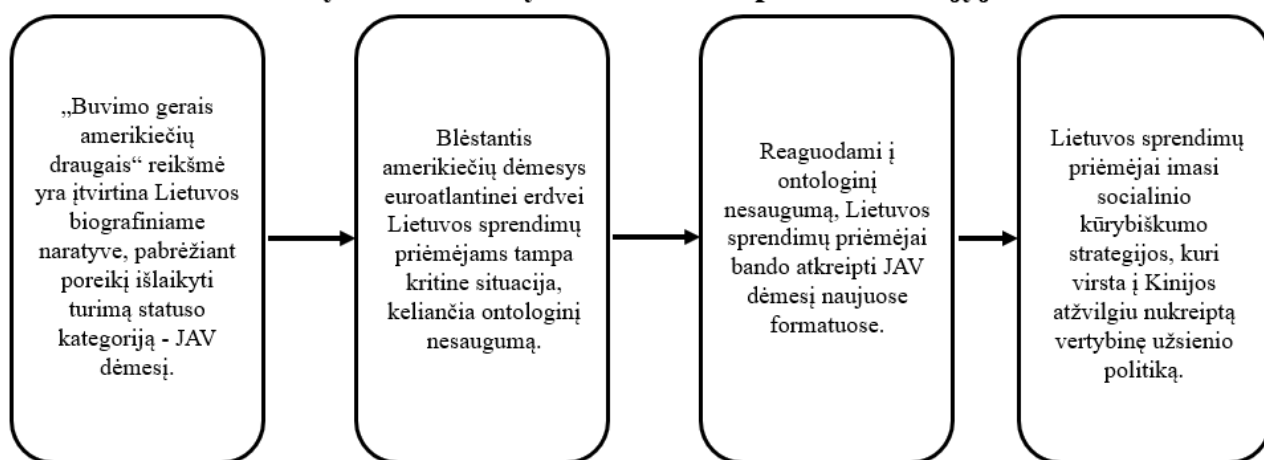 „Buvimo gerais
amerikiečių
draugais“ reikšmė
yra įtvirtina Lietuvos
biografiniame
naratyve, pabrėžiant
poreikį išlaikyti
turimą statuso
kategoriją - JAV
dėmesį.
Blėstantis
amerikiečių dėmesys
euroatlantinei erdvei
Lietuvos sprendimų
priėmėjams tampa
kritine situacija,
keliančia ontologinį
nesaugumą.
Reaguodami į
ontologinį
nesaugumą, Lietuvos
sprendimų priėmėjai
bando atkreipti JAV
dėmesį naujuose
formatuose.
Lietuvos sprendimų
priėmėjai imasi
socialinio
kūrybiškumo
strategijos, kuri
virsta į Kinijos
atžvilgiu nukreiptą
vertybinę užsienio
politiką.